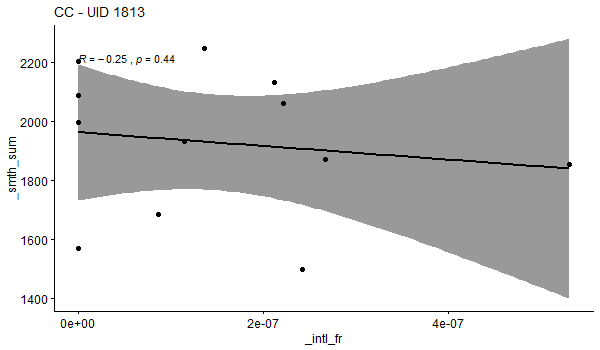 CC - UID 1813
R = − 0.25 , p = 0.44
2200
2000
1800
1600
1400
_smth_sum
0e+00
2e-07
4e-07
_intl_fr